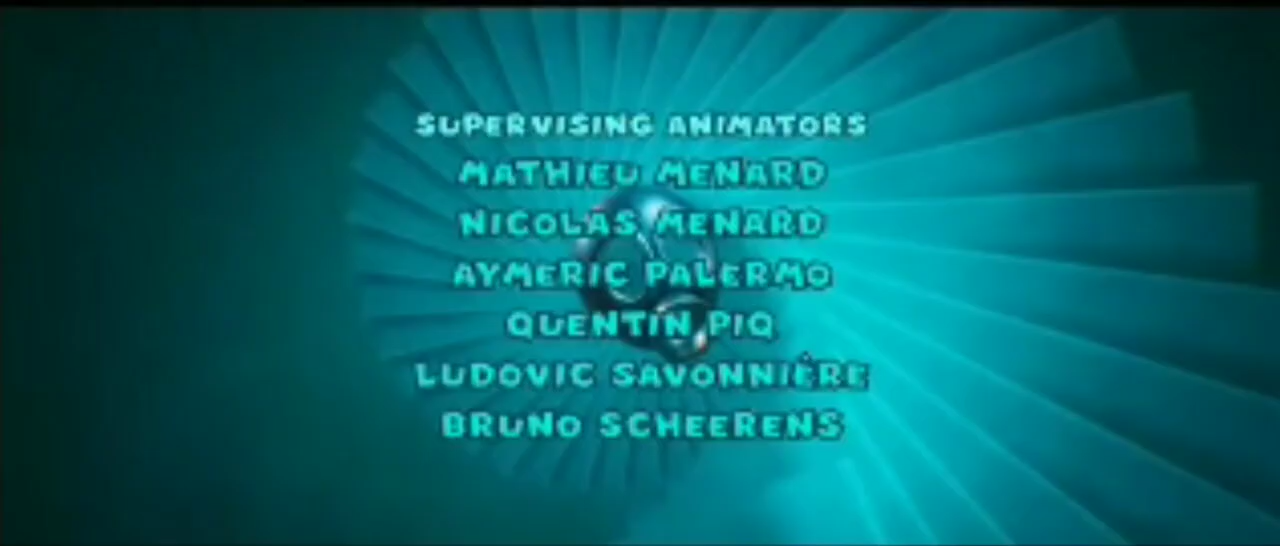 SUPERVISING ANIMATORS
MATHIEU MENARD
NICOLAS MENARD
AYMERIC PALERMO
QUENTIN PIQ
LUDOVIC SAVONNIÈRE
BRUNO SCHEERENS